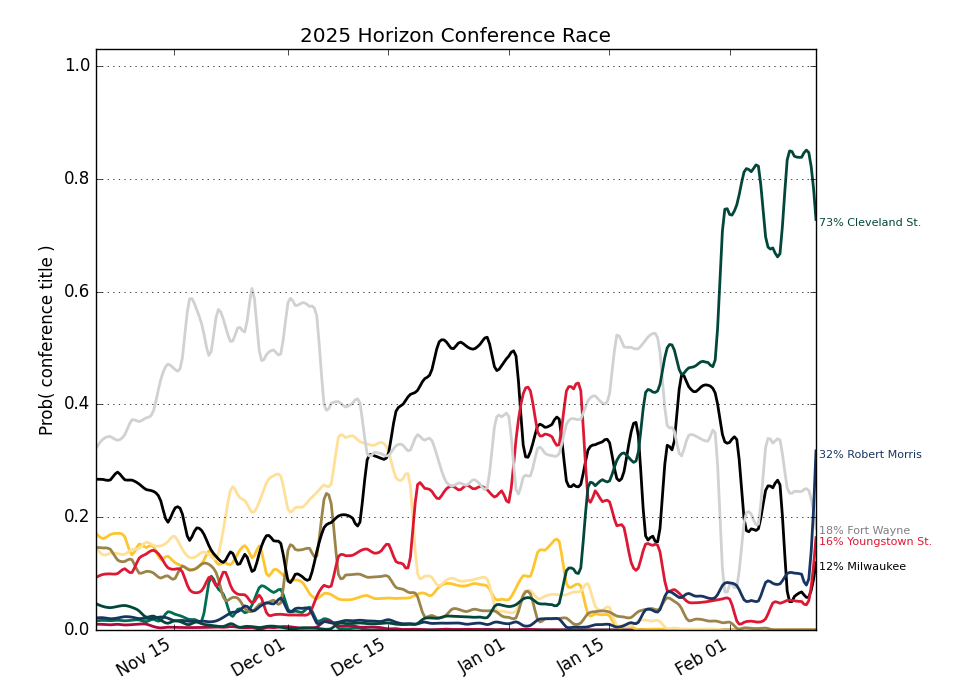 2025 Horizon Conference Race
Prob( conference title )
1.0
0.8
0.6
0.4
0.2
0.0
Nov 15
Dec 01
Dec 15
Jan 01
Jan 15
Feb 01
73% Cleveland St.
32% Robert Morris
18% Fort Wayne
16% Youngstown St.
12% Milwaukee